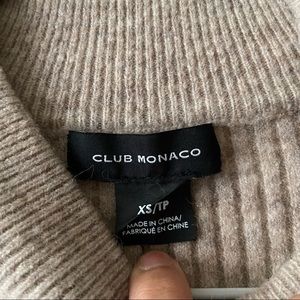 CLUB MONACO
XS/TP
MADE IN CHINA/
FABRIQUÉ EN CHINE